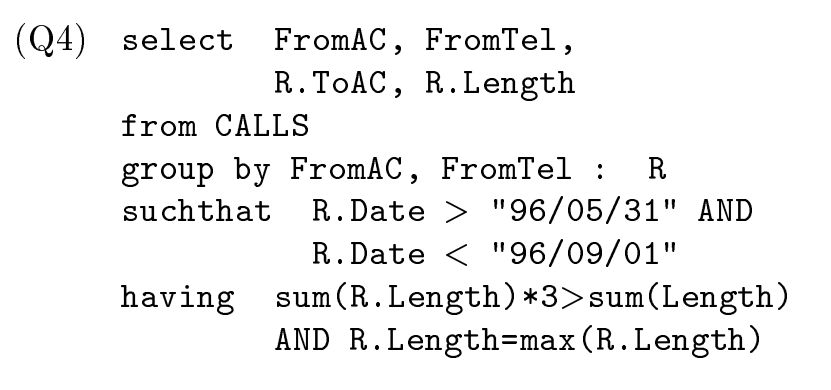 (Q4) select FromAC, FromTel,
R.ToAC, R.Length
from CALLS
group by FromAC, FromTel : R
suchthat R.Date > "96/05/31" AND
R.Date < "96/09/01"
having sum(R.Length)*3>sum(Length)
AND R.Length=max(R.Length)